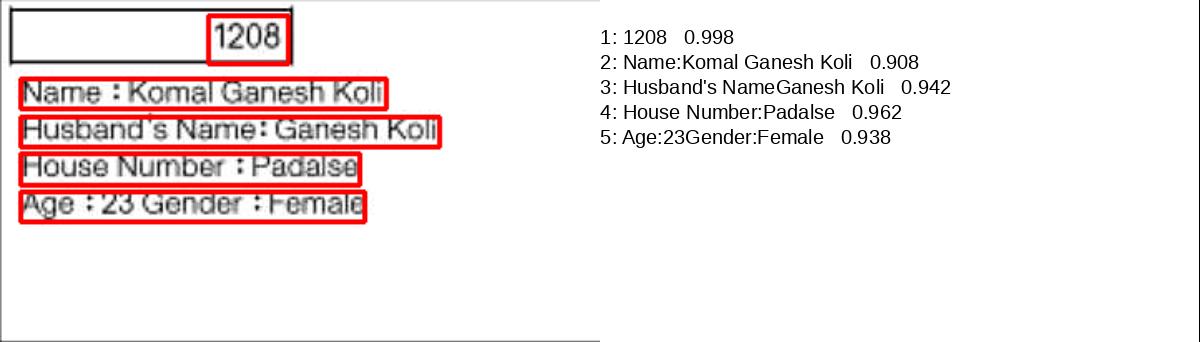 1208
Name : Komal Ganesh Koli
Husband's Name: Ganesh Koli
House Number : Padalse
Age : 23 Gender : Female
1: 1208 0.998
2: Name:Komal Ganesh Koli 0.908
3: Husband's NameGanesh Koli 0.942
4: House Number:Padalse 0.962
5: Age:23Gender:Female 0.938